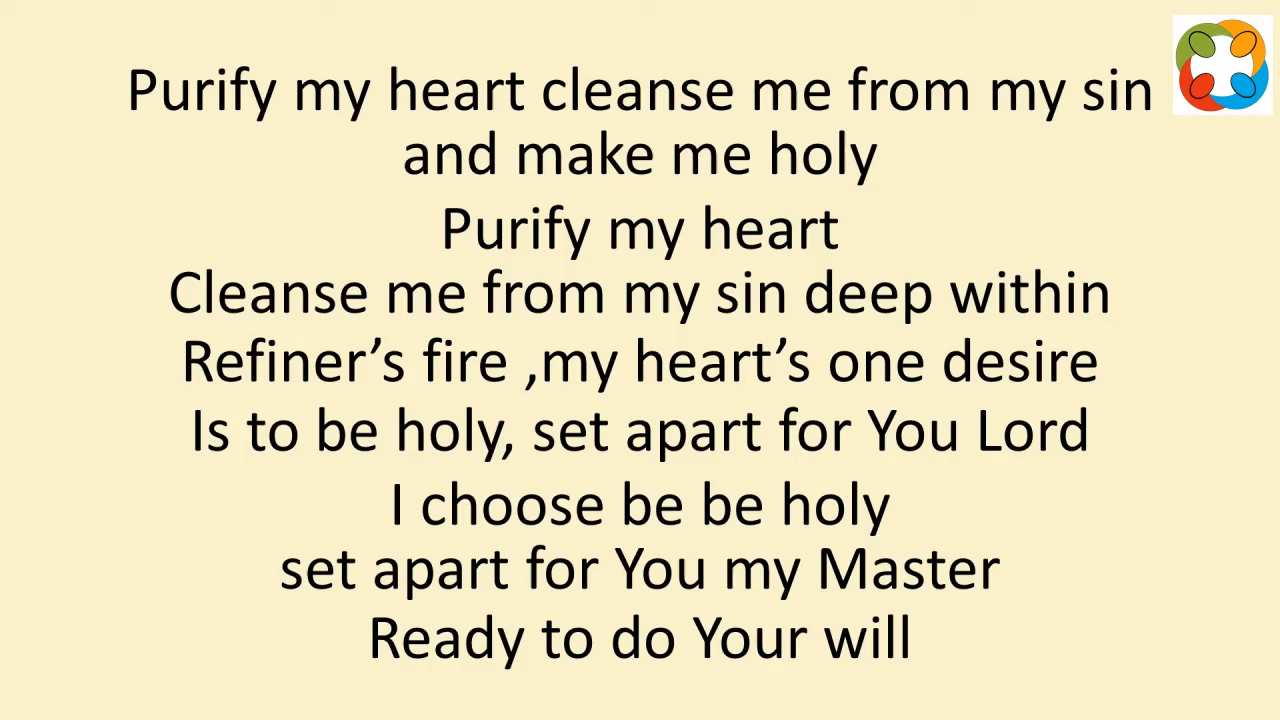 Purify my heart cleanse me from my sin
and make me holy
Purify my heart
Cleanse me from my sin deep within
Refiner’s fire ,my heart’s one desire
Is to be holy, set apart for You Lord
I choose be be holy
set apart for You my Master
Ready to do Your will